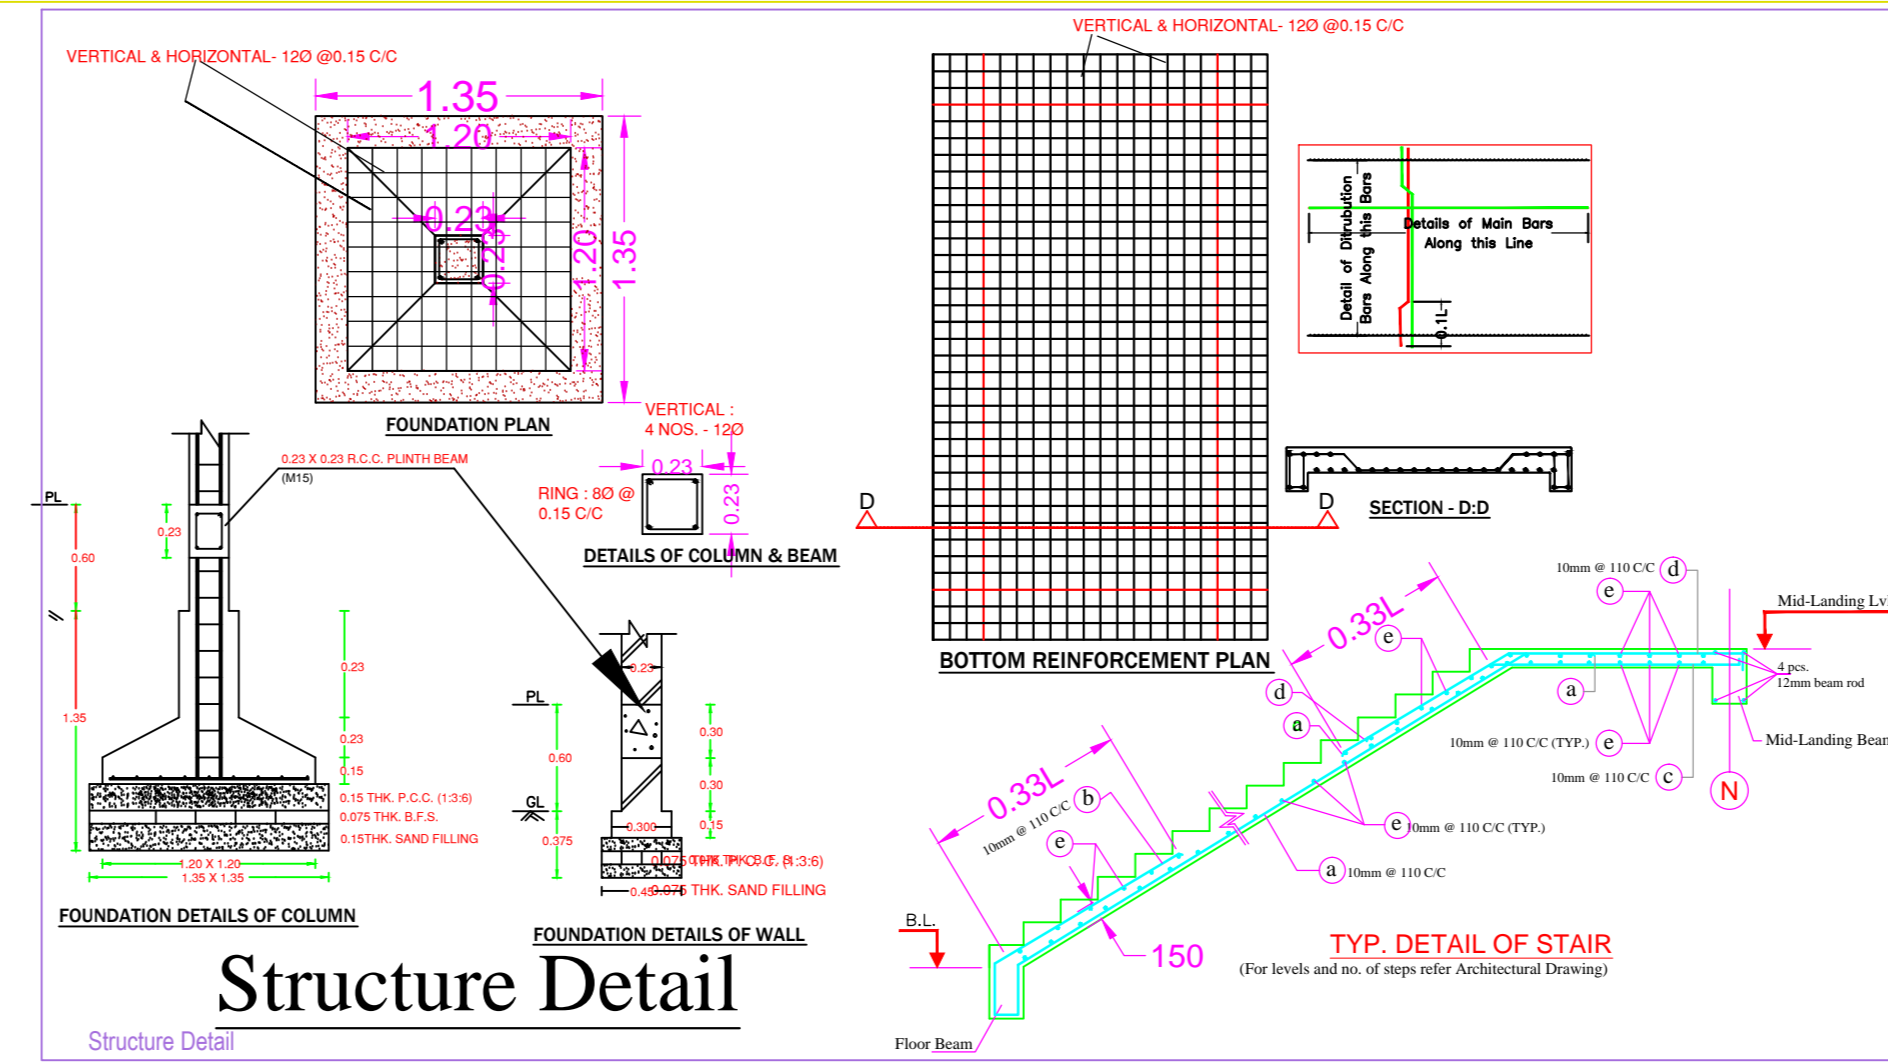 VERTICAL & HORIZONTAL- 12Ø @0.15 C/C
1.35
1.20
0.23
0.23
1.20
1.35
FOUNDATION PLAN
VERTICAL :
4 NOS. - 12Ø
0.23
0.23
RING : 8Ø @
0.15 C/C
DETAILS OF COLUMN & BEAM
0.23 X 0.23 R.C.C. PLINTH BEAM
(M15)
PL
0.23
0.60
1.35
0.23
0.23
0.15
0.15 THK. P.C.C. (1:3:6)
0.075 THK. B.F.S.
0.15THK. SAND FILLING
1.20 X 1.20
1.35 X 1.35
FOUNDATION DETAILS OF COLUMN
0.23
PL
0.30
0.60
0.30
GL
0.300
0.15
0.375
0.075 THK. P.C.C. (1:3:6)
0.45
0.075 THK. SAND FILLING
FOUNDATION DETAILS OF WALL
Structure Detail
Structure Detail
VERTICAL & HORIZONTAL- 12Ø @0.15 C/C
D
D
BOTTOM REINFORCEMENT PLAN
Detail of Ditrubution
Bars Along this Bars
Details of Main Bars
Along this Line
0.1L
SECTION - D:D
10mm @ 110 C/C
d
e
Mid-Landing Lv
0.33L
e
4 pcs.
12mm beam rod
d
a
a
10mm @ 110 C/C (TYP.)
e
Mid-Landing Bean
10mm @ 110 C/C
c
N
0.33L
10mm @ 110 C/C
b
e
e
10mm @ 110 C/C (TYP.)
a
10mm @ 110 C/C
B.L.
150
TYP. DETAIL OF STAIR
(For levels and no. of steps refer Architectural Drawing)
Floor Beam